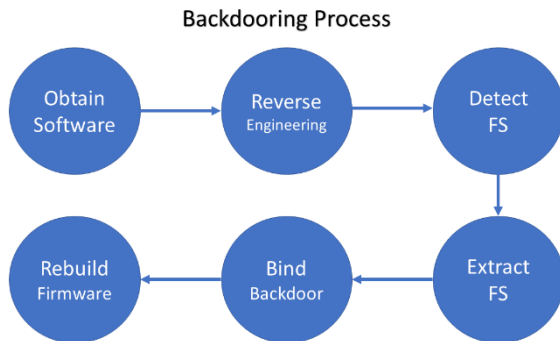 Backdooring Process
Obtain
Software
Reverse
Engineering
Detect
FS
Extract
FS
Bind
Backdoor
Rebuild
Firmware